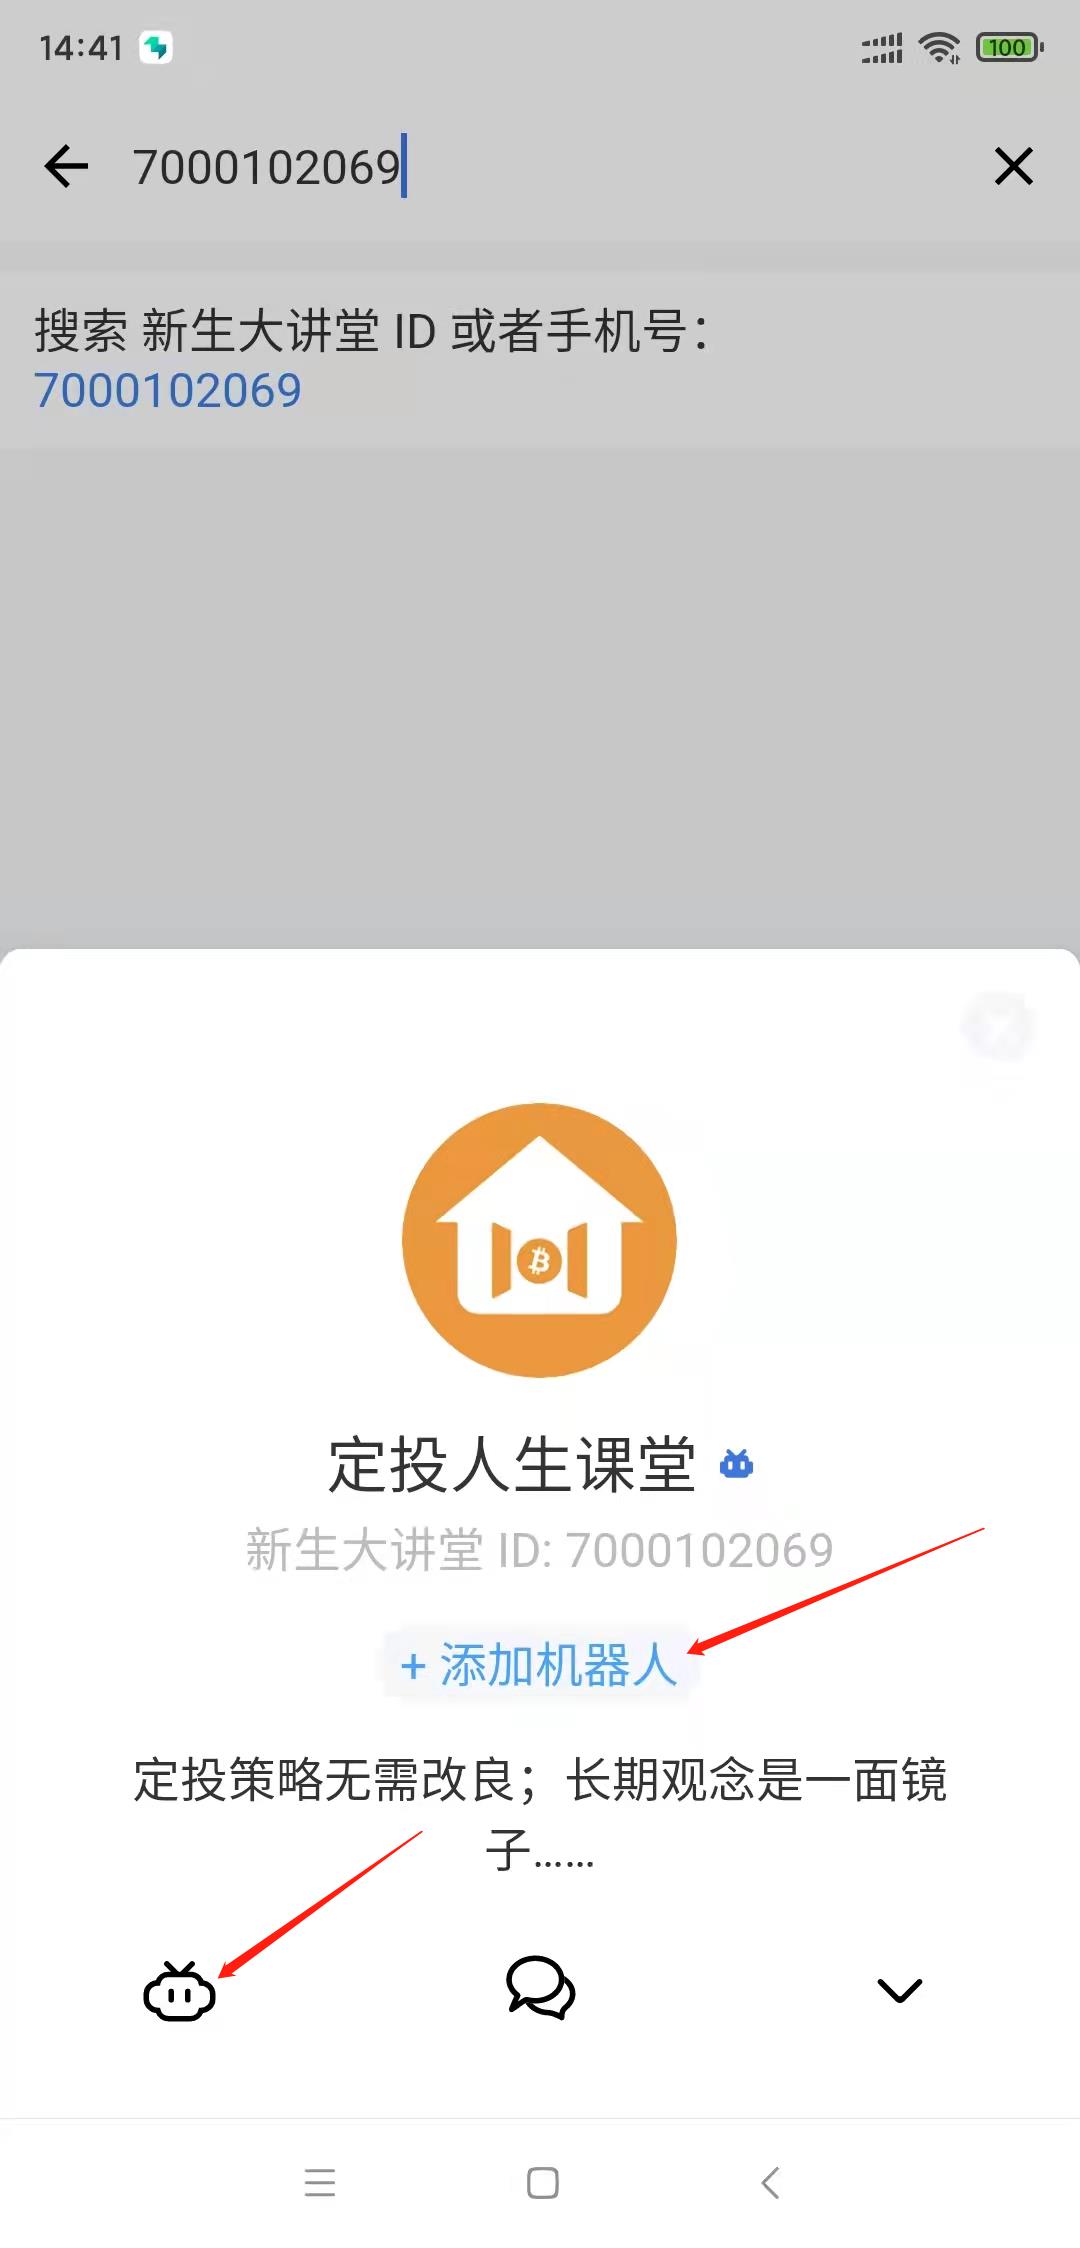 14:41
100
7000102069
搜索 新生大讲堂 ID 或者手机号：
7000102069
定投人生课堂
新生大讲堂 ID: 7000102069
+ 添加机器人
定投策略无需改良；长期观念是一面镜
子......